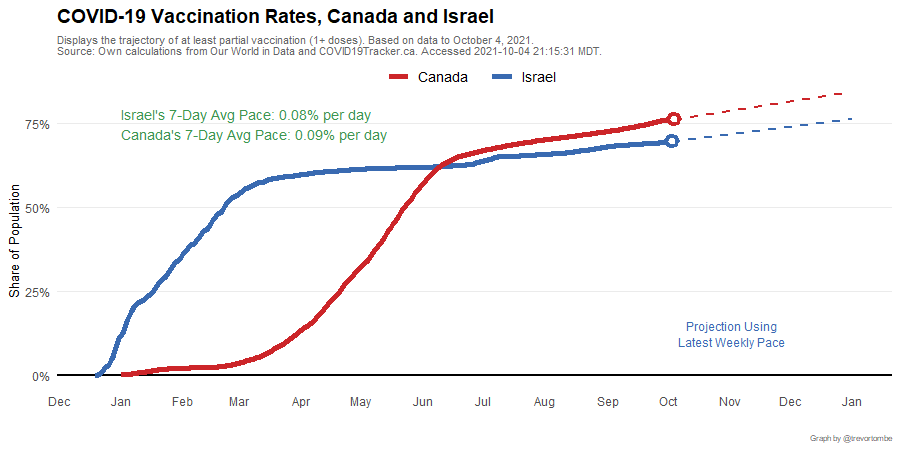 COVID-19 Vaccination Rates, Canada and Israel
Displays the trajectory of at least partial vaccination (1+ doses). Based on data to October 4, 2021.
Source: Own calculations from Our World in Data and COVID19Tracker.ca. Accessed 2021-10-04 21:15:31 MDT.
Canada Israel
Israel's 7-Day Avg Pace: 0.08% per day
Canada's 7-Day Avg Pace: 0.09% per day
75%
50%
25%
0%
Share of Population
Projection Using
Latest Weekly Pace
Dec Jan Feb Mar Apr May Jun Jul Aug Sep Oct Nov Dec Jan
Graph by @trevortombe